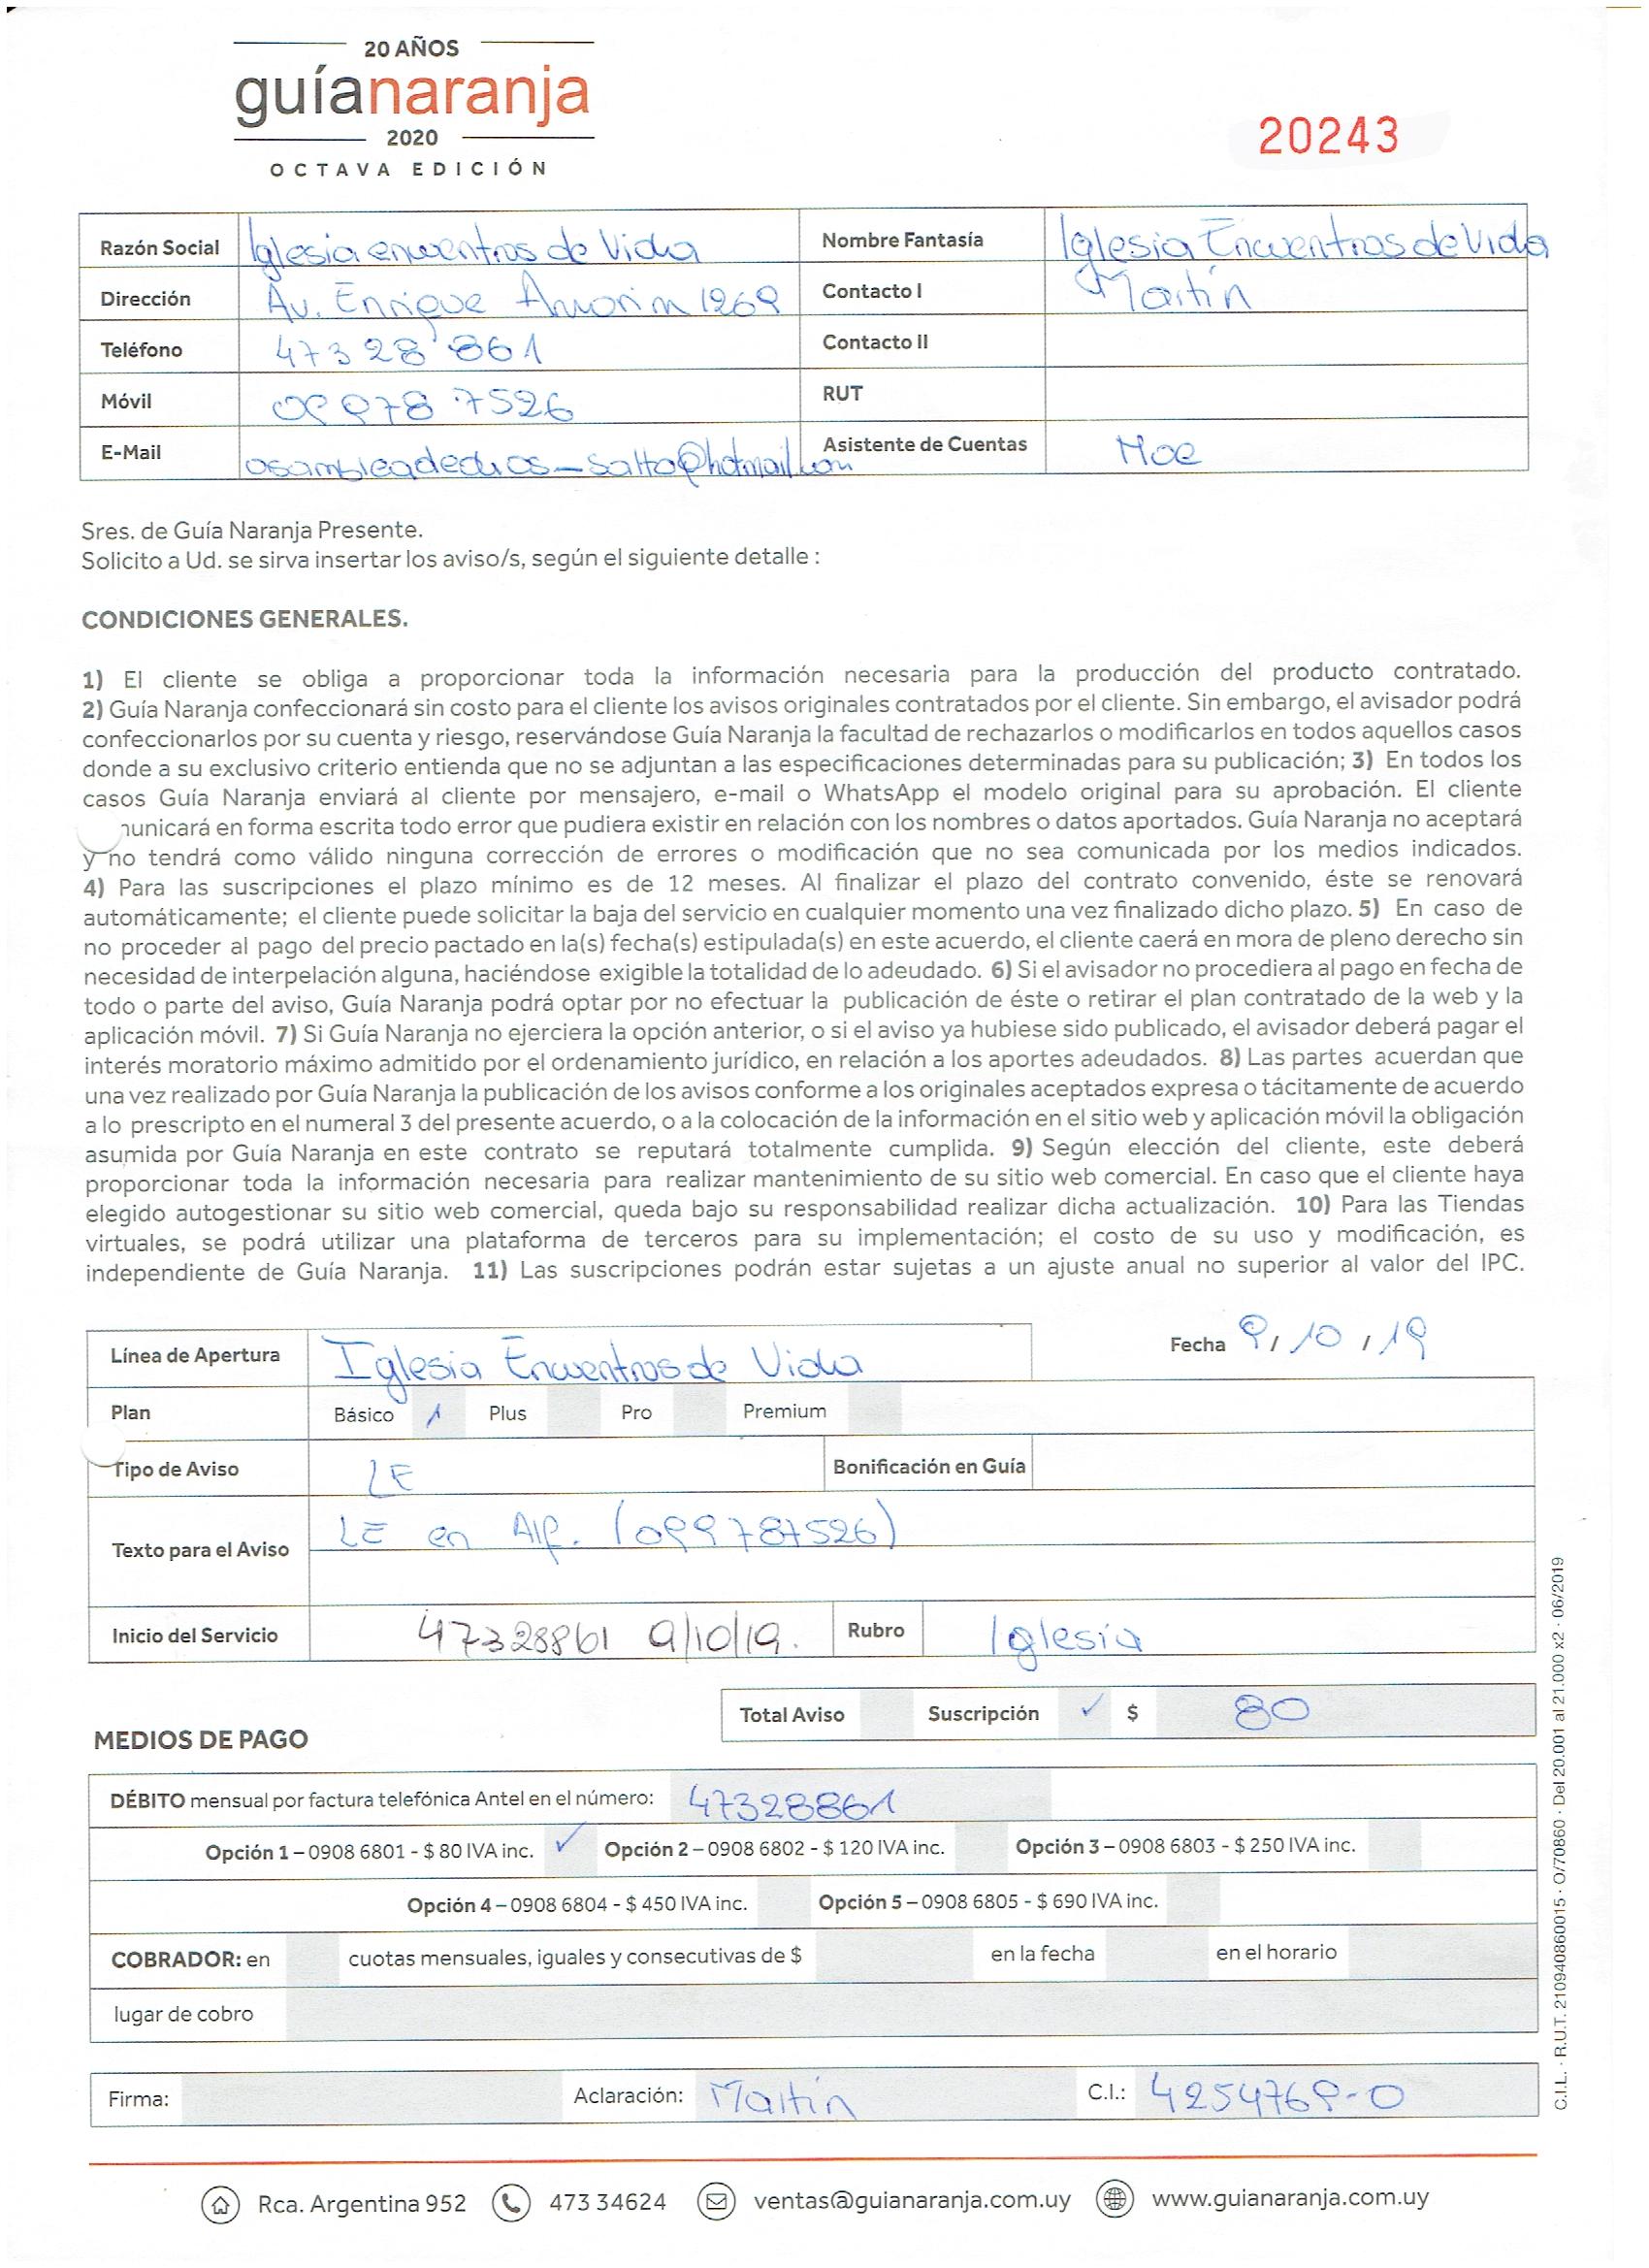 20 AÑOS
guíanaranja
2020
OCTAVA EDICIÓN
20243
Razón Social Iglesia encuentros de Vida Nombre Fantasía Iglesia Encuentros de Vida
Dirección Av. Enrique Amorim 1269 Contacto I Martín
Teléfono 473 28 861 Contacto II
Móvil 09978 7526 RUT
E-Mail asambleadedios_salto@hotmail.com Asistente de Cuentas Noe
Sres. de Guía Naranja Presente.
Solicito a Ud. se sirva insertar los aviso/s, según el siguiente detalle :
CONDICIONES GENERALES.
1) El cliente se obliga a proporcionar toda la información necesaria para la producción del producto contratado.
2) Guía Naranja confeccionará sin costo para el cliente los avisos originales contratados por el cliente. Sin embargo, el avisador podrá
confeccionarlos por su cuenta y riesgo, reservándose Guía Naranja la facultad de rechazarlos o modificarlos en todos aquellos casos
donde a su exclusivo criterio entienda que no se adjuntan a las especificaciones determinadas para su publicación; 3) En todos los
casos Guía Naranja enviará al cliente por mensajero, e-mail o WhatsApp el modelo original para su aprobación. El cliente
municará en forma escrita todo error que pudiera existir en relación con los nombres o datos aportados. Guía Naranja no aceptará
y no tendrá como válido ninguna corrección de errores o modificación que no sea comunicada por los medios indicados.
4) Para las suscripciones el plazo mínimo es de 12 meses. Al finalizar el plazo del contrato convenido, éste se renovará
automáticamente; el cliente puede solicitar la baja del servicio en cualquier momento una vez finalizado dicho plazo. 5) En caso de
no proceder al pago del precio pactado en la(s) fecha(s) estipulada(s) en este acuerdo, el cliente caerá en mora de pleno derecho sin
necesidad de interpelación alguna, haciéndose exigible la totalidad de lo adeudado. 6) Si el avisador no procediera al pago en fecha de
todo o parte del aviso, Guía Naranja podrá optar por no efectuar la publicación de éste o retirar el plan contratado de la web y la
aplicación móvil. 7) Si Guía Naranja no ejerciera la opción anterior, o si el aviso ya hubiese sido publicado, el avisador deberá pagar el
interés moratorio máximo admitido por el ordenamiento jurídico, en relación a los aportes adeudados. 8) Las partes acuerdan que
una vez realizado por Guía Naranja la publicación de los avisos conforme a los originales aceptados expresa o tácitamente de acuerdo
a lo prescripto en el numeral 3 del presente acuerdo, o a la colocación de la información en el sitio web y aplicación móvil la obligación
asumida por Guía Naranja en este contrato se reputará totalmente cumplida. 9) Según elección del cliente, este deberá
proporcionar toda la información necesaria para realizar mantenimiento de su sitio web comercial. En caso que el cliente haya
elegido autogestionar su sitio web comercial, queda bajo su responsabilidad realizar dicha actualización. 10) Para las Tiendas
virtuales, se podrá utilizar una plataforma de terceros para su implementación; el costo de su uso y modificación, es
independiente de Guía Naranja. 11) Las suscripciones podrán estar sujetas a un ajuste anual no superior al valor del IPC.
Línea de Apertura Iglesia Encuentros de Vida Fecha 9 / 10 / 19
Plan Básico Plus Pro Premium
Tipo de Aviso LE Bonificación en Guía
Texto para el Aviso LE en Alf. (099787526)
Inicio del Servicio 47328861 9/10/19. Rubro Iglesia
Total Aviso Suscripción ✓ $ 80
MEDIOS DE PAGO
DÉBITO mensual por factura telefónica Antel en el número: 47328861
Opción 1 – 0908 6801 - $ 80 IVA inc. ✓ Opción 2 – 0908 6802 - $ 120 IVA inc. Opción 3 – 0908 6803 - $ 250 IVA inc.
Opción 4 – 0908 6804 - $ 450 IVA inc. Opción 5 – 0908 6805 - $ 690 IVA inc.
COBRADOR: en cuotas mensuales, iguales y consecutivas de $ en la fecha en el horario
lugar de cobro
Firma: Aclaración: Martín C.I.: 4254769-0
Rca. Argentina 952 473 34624 ventas@guianaranja.com.uy www.guianaranja.com.uy
C.I.L. · R.U.T. 210940860015 · O/70860 · Del 20.001 al 21.000 x2 · 06/2019